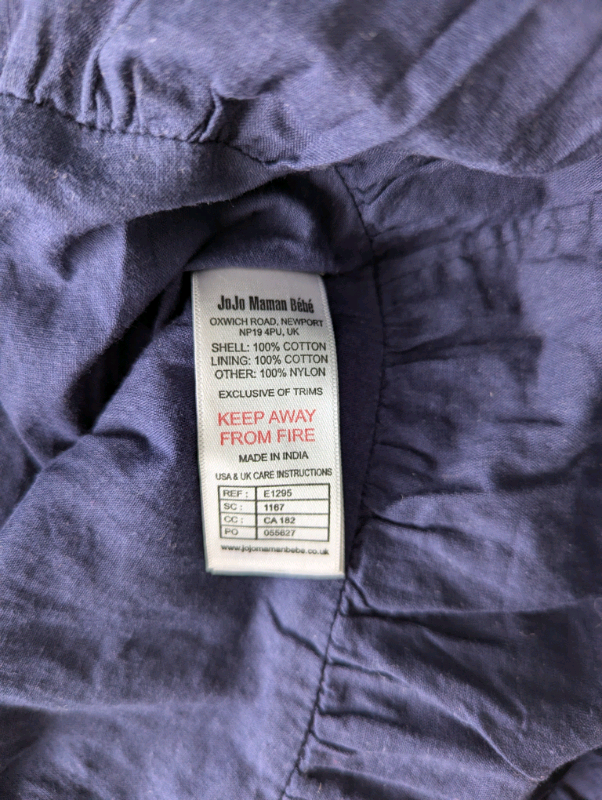 JoJo Maman Bébé
OXWICH ROAD, NEWPORT
NP19 4PU, UK
SHELL: 100% COTTON
LINING: 100% COTTON
OTHER: 100% NYLON
EXCLUSIVE OF TRIMS
KEEP AWAY
FROM FIRE
MADE IN INDIA
USA & UK CARE INSTRUCTIONS
REF : E1295
SC : 1167
CC : CA 182
PO 055627
www.jojomamanbebe.co.uk